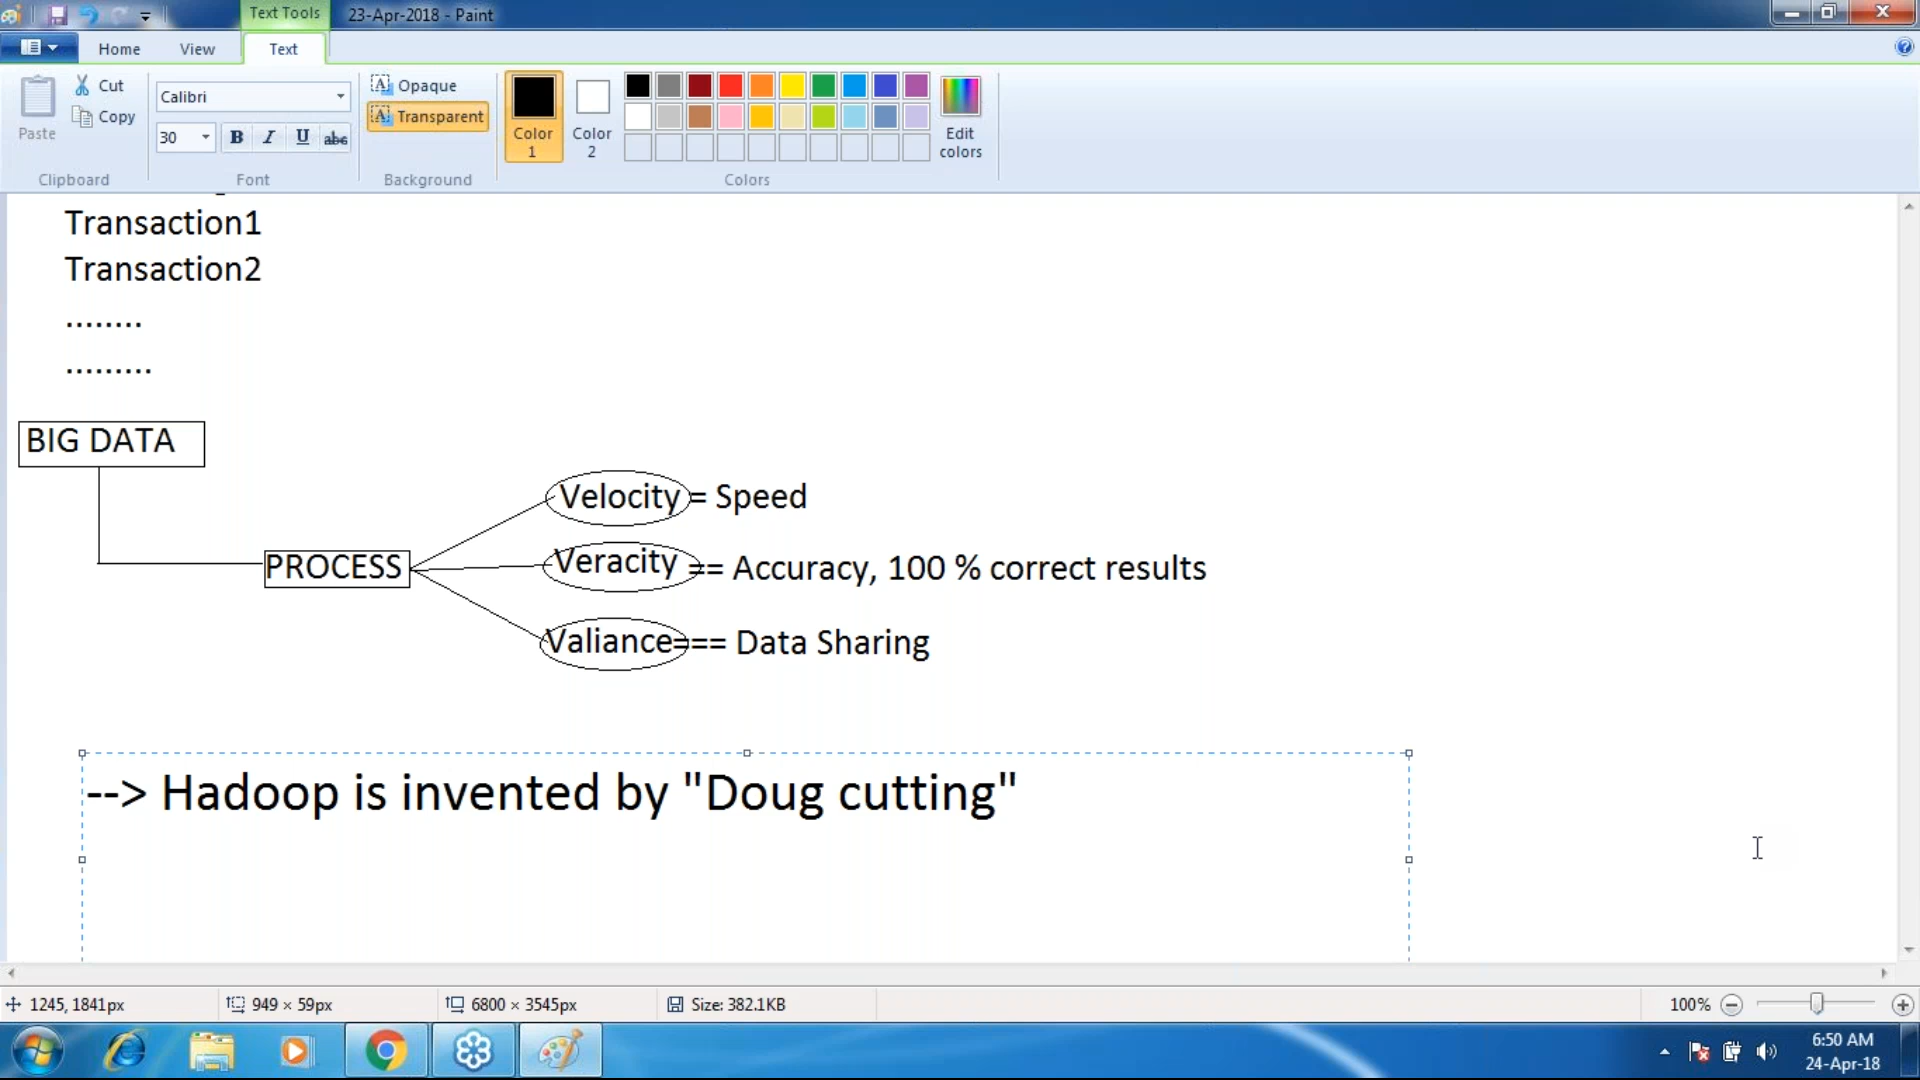 Text Tools
23-Apr-2018 - Paint
Home
View
Text
Paste
Cut
Copy
Clipboard
Calibri
30
B I U abc
Font
A Opaque
A Transparent
Background
Color 1
Color 2
Edit colors
Colors
Transaction1
Transaction2
........
.........
BIG DATA
PROCESS
Velocity = Speed
Veracity == Accuracy, 100 % correct results
Valiance=== Data Sharing
--> Hadoop is invented by "Doug cutting"
1245, 1841px
949 × 59px
6800 × 3545px
Size: 382.1KB
100%
6:50 AM
24-Apr-18